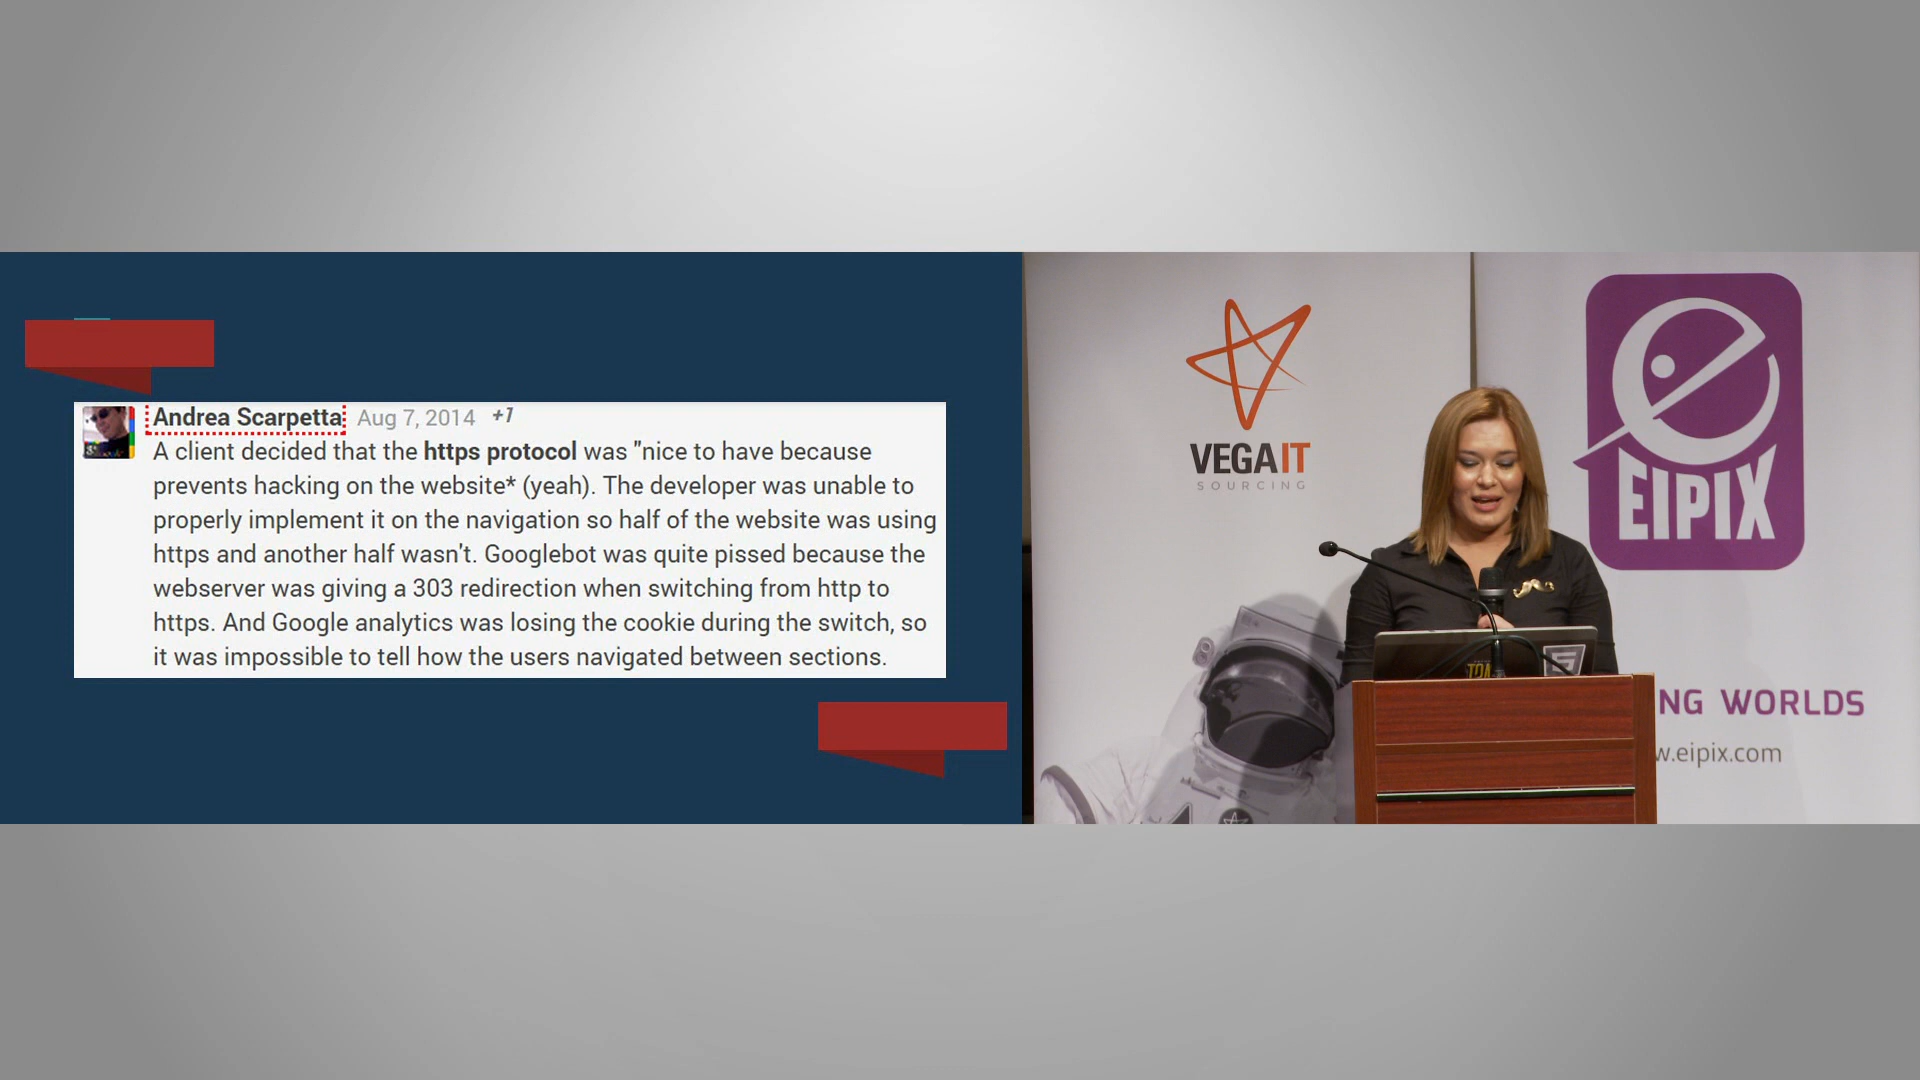 Andrea Scarpetta Aug 7, 2014 +1
A client decided that the https protocol was "nice to have because
prevents hacking on the website* (yeah). The developer was unable to
properly implement it on the navigation so half of the website was using
https and another half wasn't. Googlebot was quite pissed because the
webserver was giving a 303 redirection when switching from http to
https. And Google analytics was losing the cookie during the switch, so
it was impossible to tell how the users navigated between sections.
VEGAIT
SOURCING
EIPIX
NG WORLDS
w.eipix.com